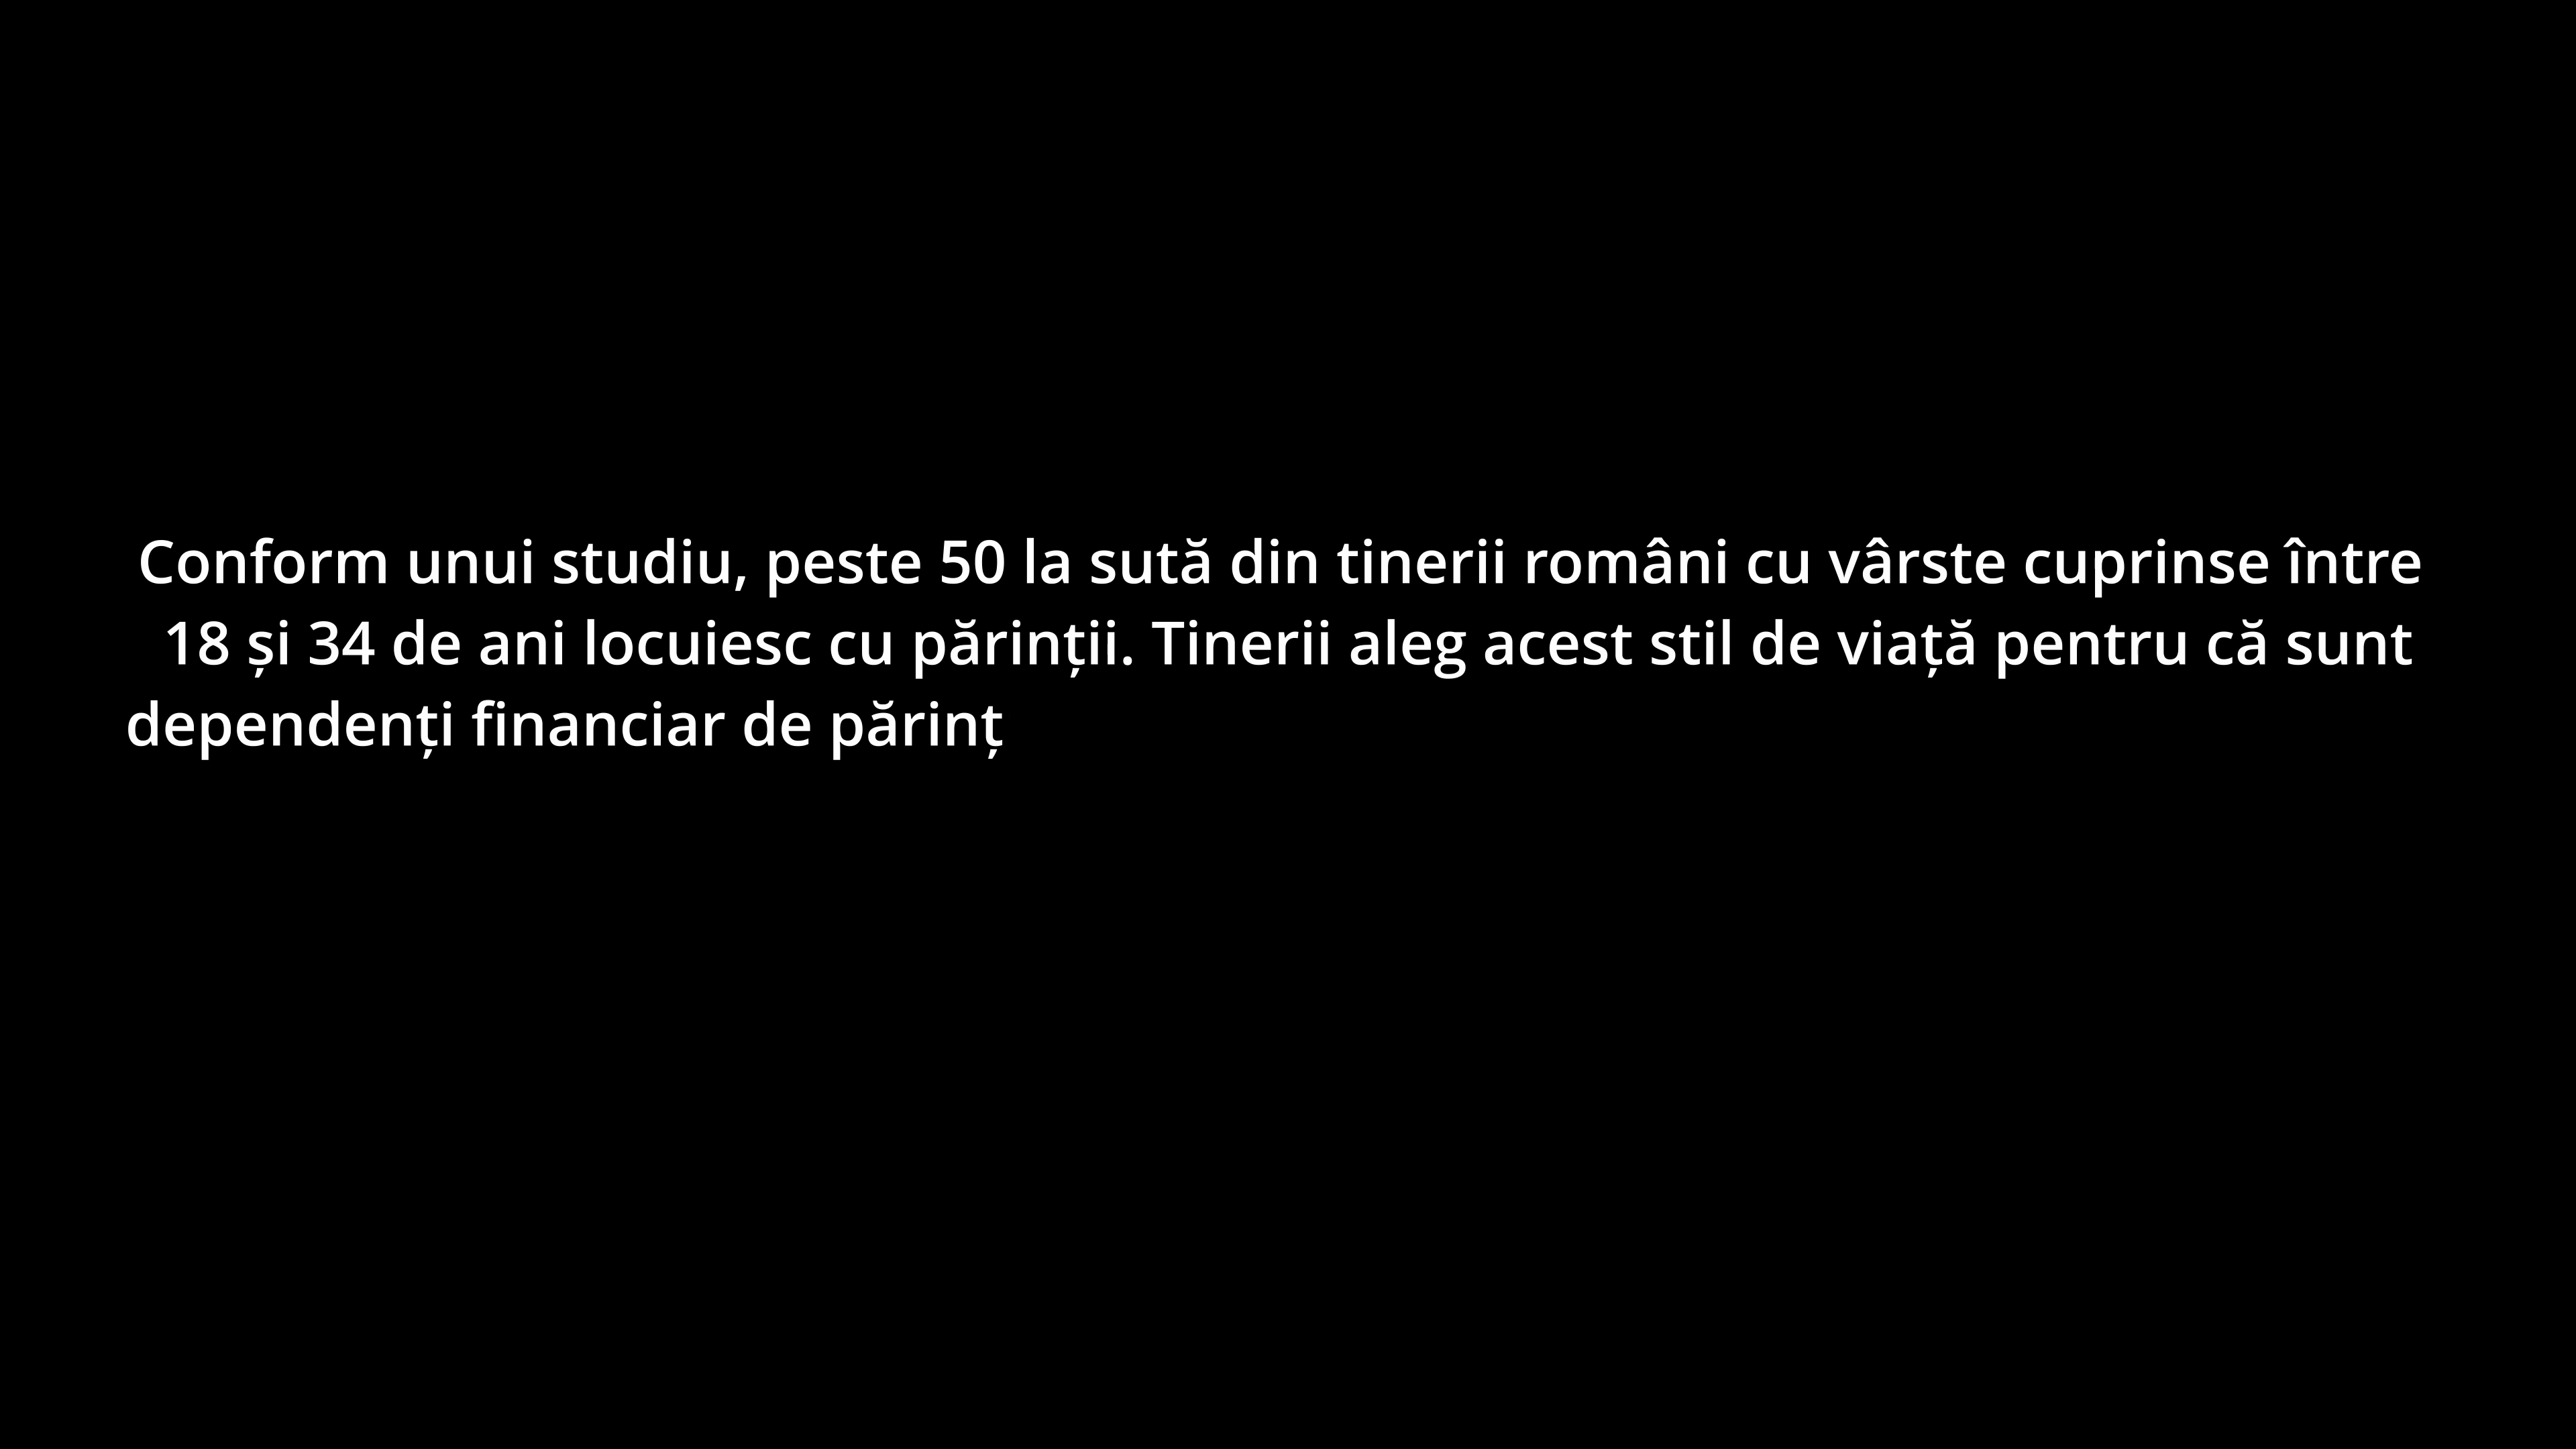 Conform unui studiu, peste 50 la sută din tinerii români cu vârste cuprinse între
18 și 34 de ani locuiesc cu părinții. Tinerii aleg acest stil de viață pentru că sunt
dependenți financiar de părinț